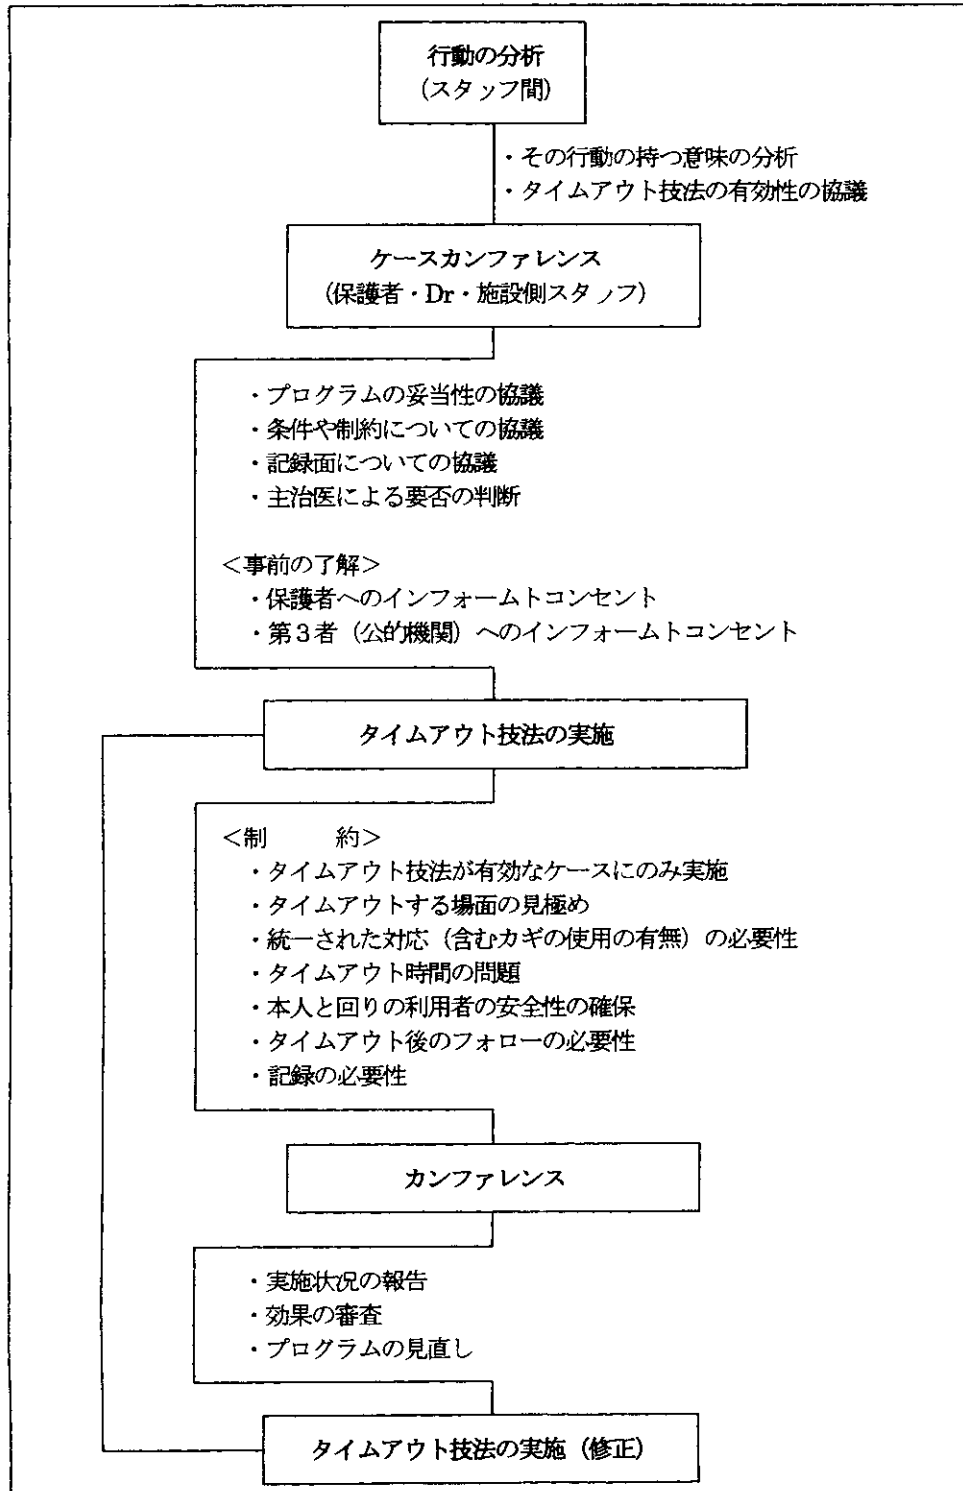 行動の分析
(スタッフ間)
・その行動の持つ意味の分析
・タイムアウト技法の有効性の協議
ケースカンファレンス
(保護者・Dr・施設側スタッフ)
・プログラムの妥当性の協議
・条件や制約についての協議
・記録面についての協議
・主治医による要否の判断
<事前の了解>
・保護者へのインフォームトコンセント
・第3者(公的機関)へのインフォームトコンセント
タイムアウト技法の実施
<制　　約>
・タイムアウト技法が有効なケースにのみ実施
・タイムアウトする場面の見極め
・統一された対応(含むカギの使用の有無)の必要性
・タイムアウト時間の問題
・本人と回りの利用者の安全性の確保
・タイムアウト後のフォローの必要性
・記録の必要性
カンファレンス
・実施状況の報告
・効果の審査
・プログラムの見直し
タイムアウト技法の実施(修正)